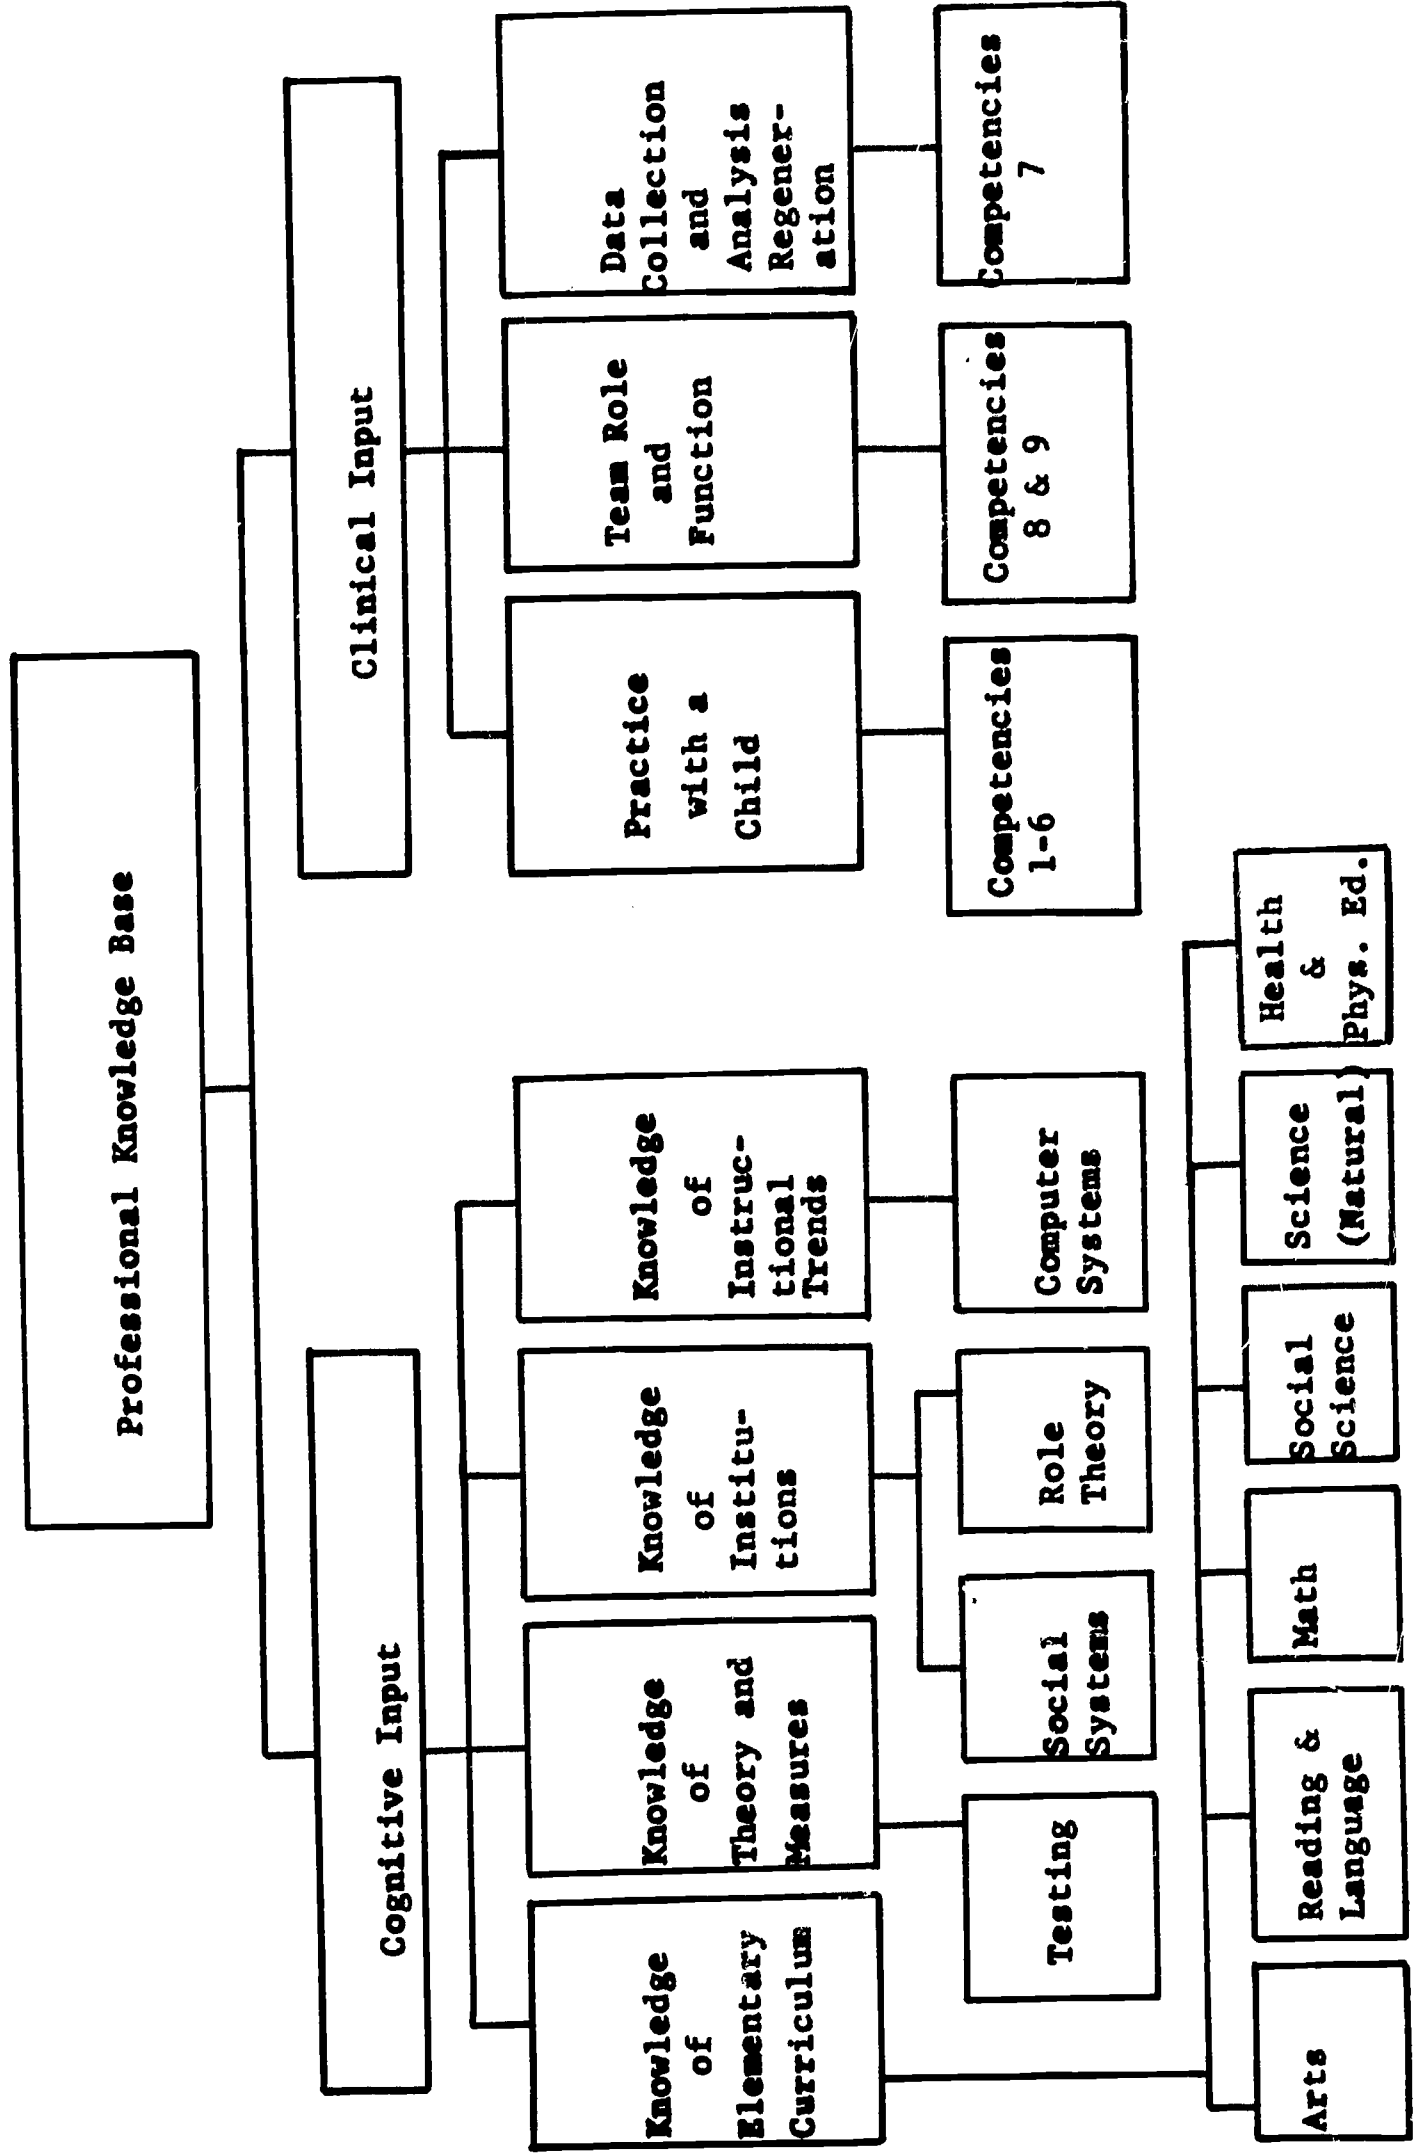 Professional Knowledge Base
Cognitive Input
Clinical Input
Knowledge
of
Elementary
Curriculum
Knowledge
of
Theory and
Measures
Knowledge
of
Institu-
tions
Knowledge
of
Instruc-
tional
Trends
Practice
with a
Child
Team Role
and
Function
Data
Collection
and
Analysis
Regener-
ation
Testing
Social
Systems
Role
Theory
Computer
Systems
Competencies
1-6
Competencies
8 & 9
Competencies
7
Arts
Reading &
Language
Math
Social
Science
Science
(Natural)
Health
&
Phys. Ed.